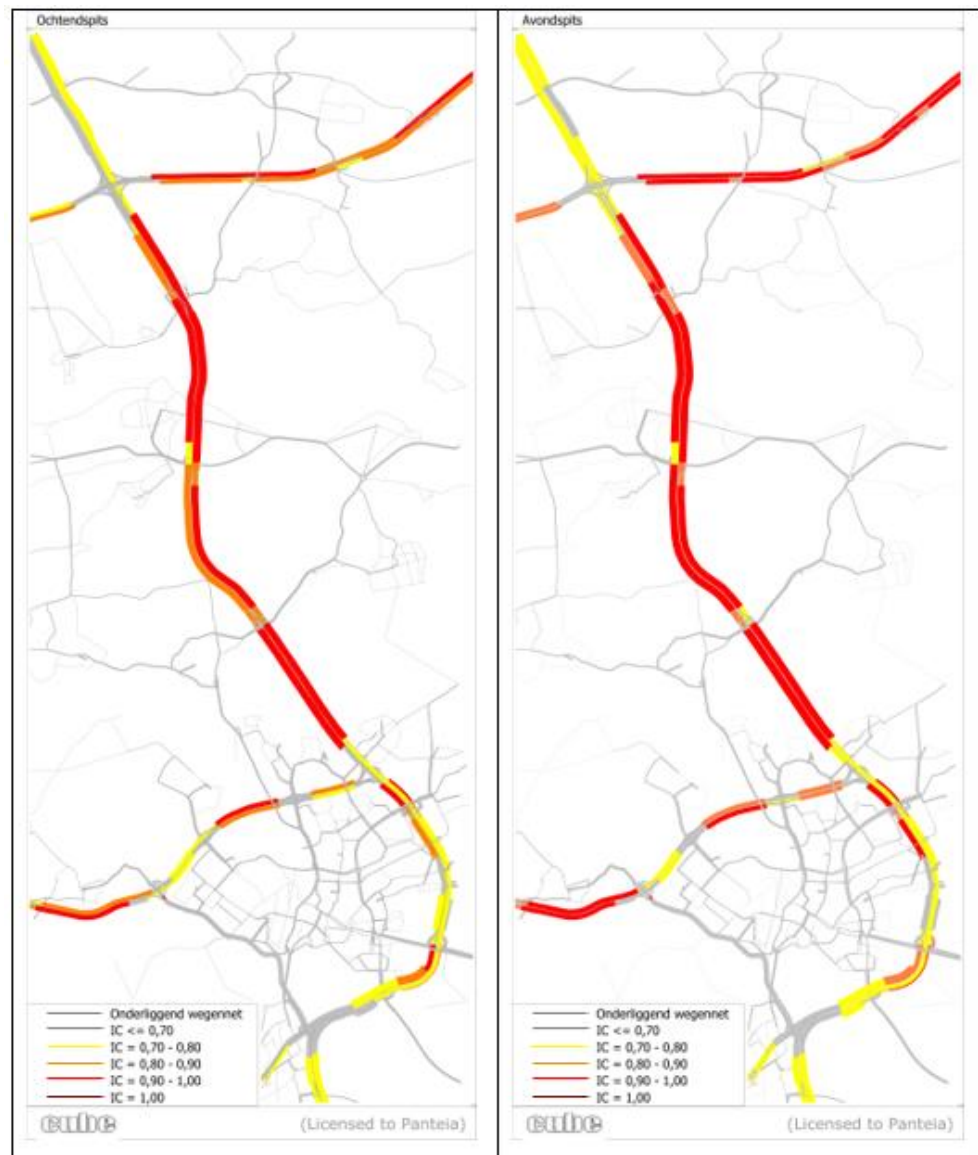 Ochtendspits
Onderliggend wegennet
IC <= 0,70
IC = 0,70 - 0,80
IC = 0,80 - 0,90
IC = 0,90 - 1,00
IC = 1,00
cube
(Licensed to Panteia)
Avondspits
Onderliggend wegennet
IC <= 0,70
IC = 0,70 - 0,80
IC = 0,80 - 0,90
IC = 0,90 - 1,00
IC = 1,00
cube
(Licensed to Panteia)